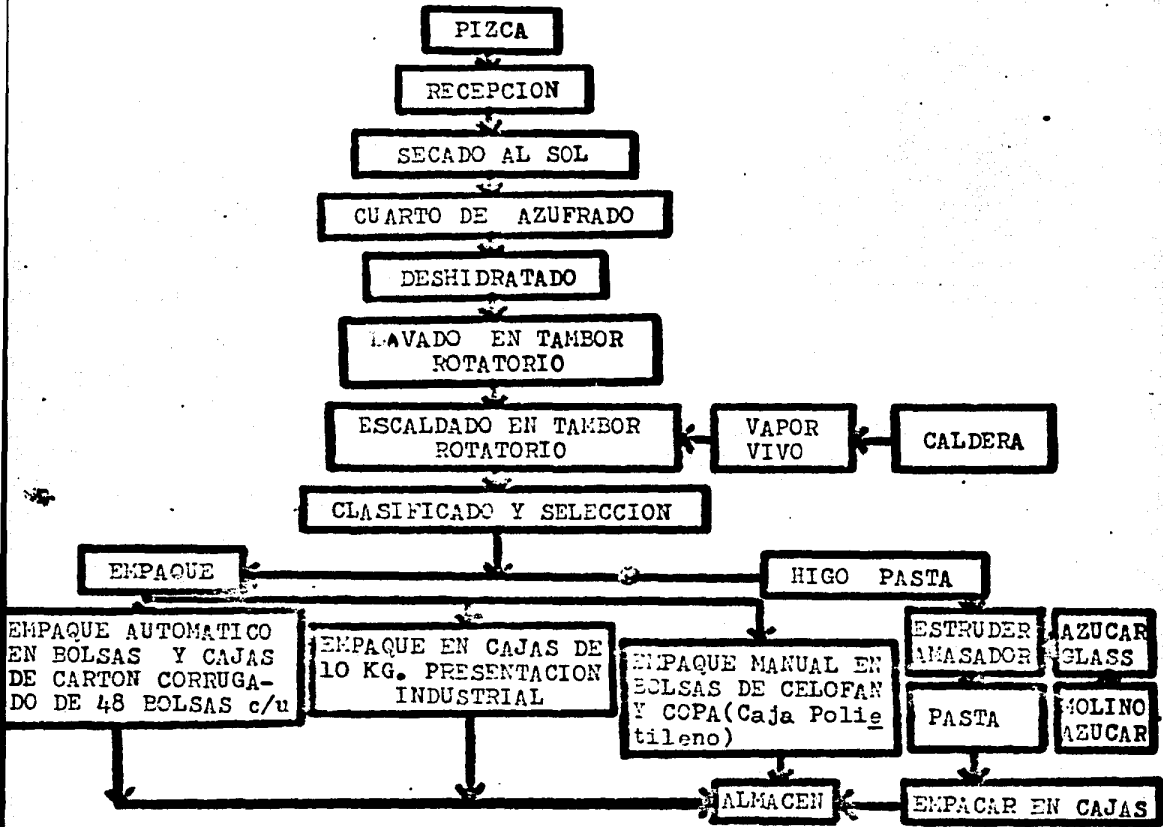 PIZCA
RECEPCION
SECADO AL SOL
CUARTO DE AZUFRADO
DESHIDRATADO
LAVADO EN TAMBOR
ROTATORIO
ESCALDADO EN TAMBOR
ROTATORIO
VAPOR
VIVO
CALDERA
CLASIFICADO Y SELECCION
EMPAQUE
HIGO PASTA
EMPAQUE AUTOMATICO
EN BOLSAS Y CAJAS
DE CARTON CORRUGA-
DO DE 48 BOLSAS c/u
EMPAQUE EN CAJAS DE
10 KG. PRESENTACION
INDUSTRIAL
EMPAQUE MANUAL EN
BOLSAS DE CELOFAN
Y COPA(Caja Polie
tileno)
ESTRUDER
AMASADOR
AZUCAR
GLASS
PASTA
MOLINO
AZUCAR
ALMACEN
EMPACAR EN CAJAS